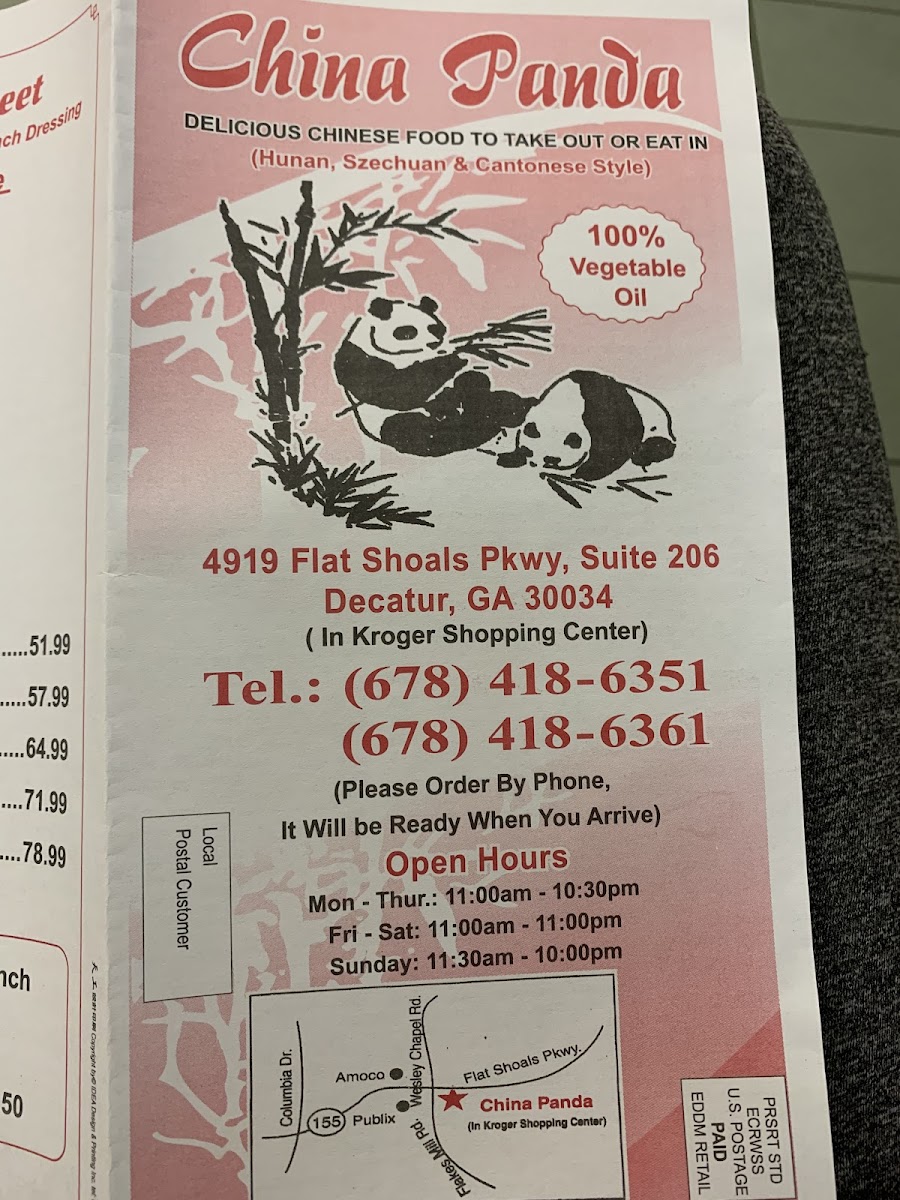 eet
ch Dressing
e
.....51.99
.....57.99
.....64.99
....71.99
....78.99
nch
50
China Panda
DELICIOUS CHINESE FOOD TO TAKE OUT OR EAT IN
(Hunan, Szechuan & Cantonese Style)
100%
Vegetable
Oil
4919 Flat Shoals Pkwy, Suite 206
Decatur, GA 30034
( In Kroger Shopping Center)
Tel.: (678) 418-6351
(678) 418-6361
(Please Order By Phone,
It Will be Ready When You Arrive)
Local
Postal Customer
Open Hours
Mon - Thur.: 11:00am - 10:30pm
Fri - Sat: 11:00am - 11:00pm
Sunday: 11:30am - 10:00pm
Columbia Dr.
Amoco
Wesley Chapel Rd.
Flat Shoals Pkwy.
155
Publix
Flakes Mill Rd.
China Panda
(In Kroger Shopping Center)
PRSRT STD
ECRWSS
U.S. POSTAGE
PAID
EDDM RETAIL